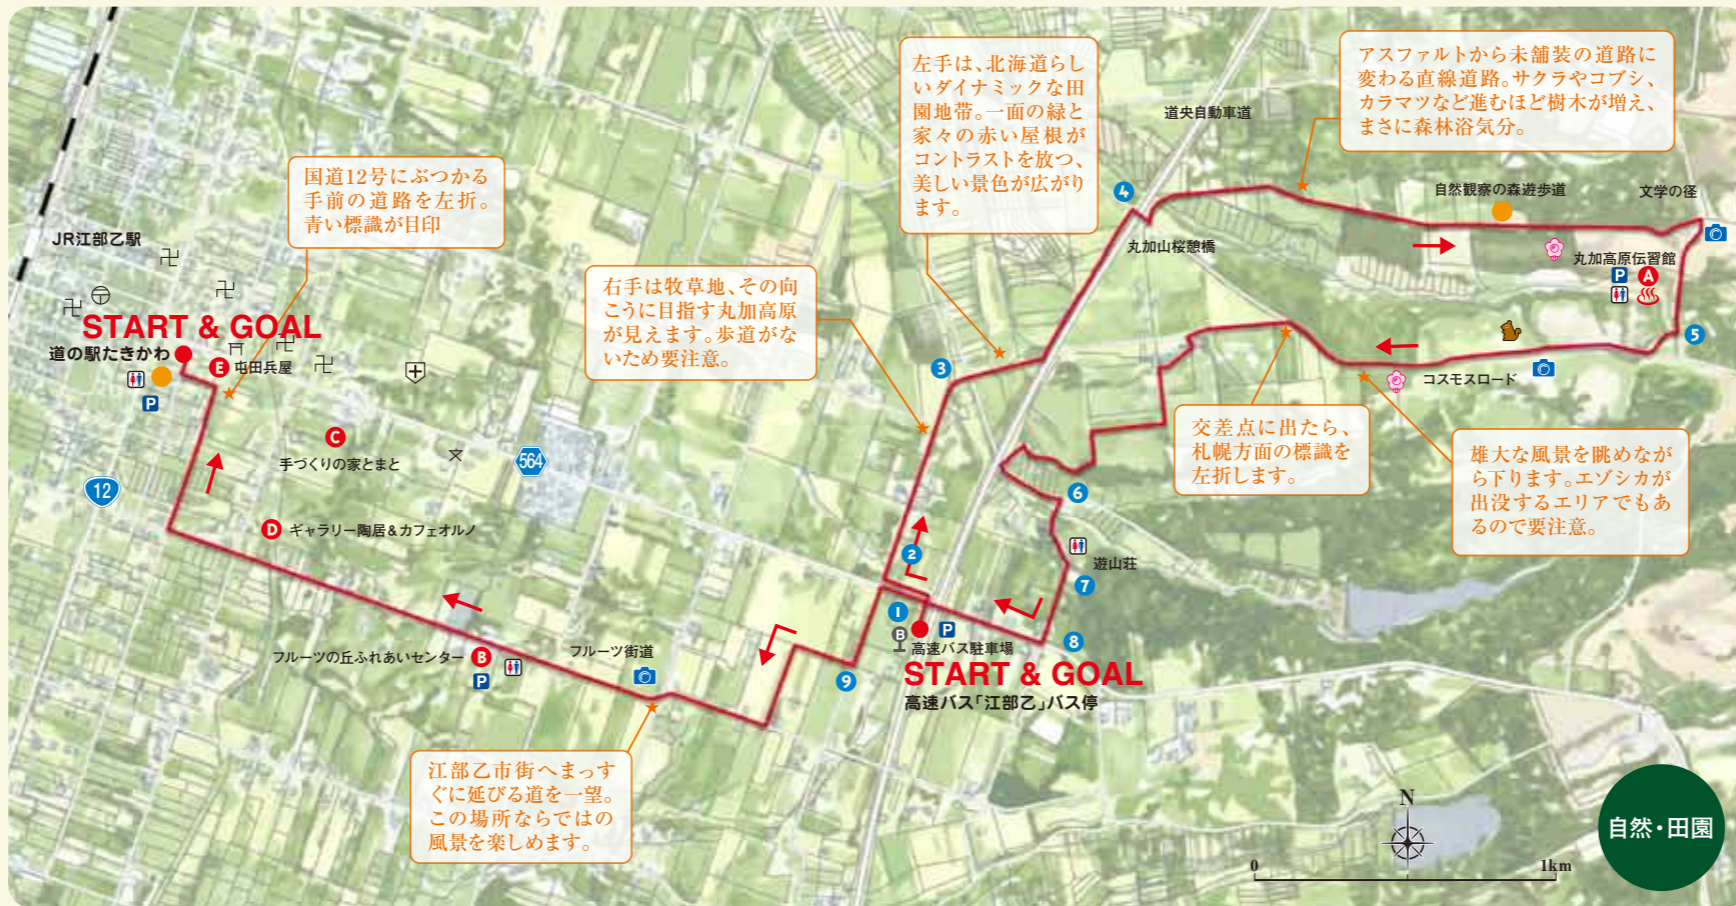 左手は、北海道らし
いダイナミックな田
園地帯。一面の緑と
家々の赤い屋根が
コントラストを放つ、
美しい景色が広がり
ます。
アスファルトから未舗装の道路に
変わる直線道路。サクラやコブシ、
カラマツなど進むほど樹木が増え、
まさに森林浴気分。
道央自動車道
国道12号にぶつかる
手前の道路を左折。
青い標識が目印
4
自然観察の森遊歩道
文学の径
JR江部乙駅
丸加山桜憩橋
丸加高原伝習館
P A
右手は牧草地、その向
こうに目指す丸加高原
が見えます。歩道がな
いため要注意。
START & GOAL
道の駅たきかわ
E 屯田兵屋
P
3
5
コスモスロード
C
手づくりの家とまと
564
12
交差点に出たら、
札幌方面の標識を
左折します。
雄大な風景を眺めなが
ら下ります。エゾシカが
出没するエリアでもあ
るので要注意。
6
D ギャラリー陶居&カフェオルノ
2
遊山荘
7
1
B
P
高速バス駐車場
8
START & GOAL
高速バス「江部乙」バス停
フルーツの丘ふれあいセンター B
P
フルーツ街道
9
江部乙市街へまっす
ぐに延びる道を一望。
この場所ならではの
風景を楽しめます。
N
0 1km
自然・田園